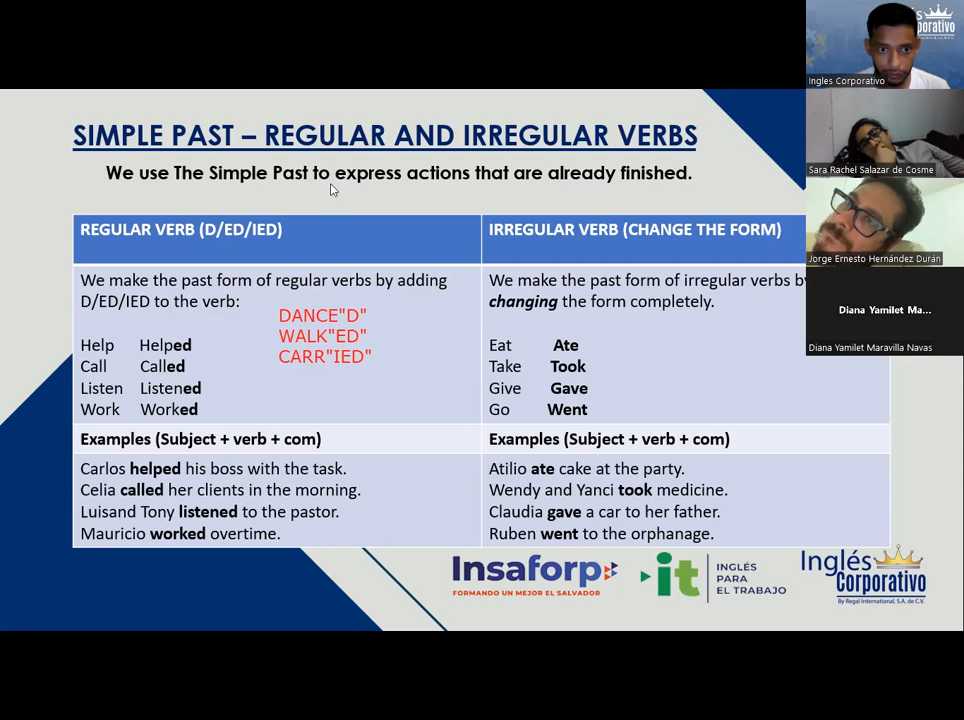 SIMPLE PAST – REGULAR AND IRREGULAR VERBS
We use The Simple Past to express actions that are already finished.
REGULAR VERB (D/ED/IED)
We make the past form of regular verbs by adding
D/ED/IED to the verb:
DANCE"D"
WALK"ED"
CARR"IED"
Help Helped
Call Called
Listen Listened
Work Worked
Examples (Subject + verb + com)
Carlos helped his boss with the task.
Celia called her clients in the morning.
Luisand Tony listened to the pastor.
Mauricio worked overtime.
IRREGULAR VERB (CHANGE THE FORM)
We make the past form of irregular verbs
changing the form completely.
Eat Ate
Take Took
Give Gave
Go Went
Examples (Subject + verb + com)
Atilio ate cake at the party.
Wendy and Yanci took medicine.
Claudia gave a car to her father.
Ruben went to the orphanage.
Insaforp
FORMANDO UN MEJOR EL SALVADOR
it
INGLÉS
PARA
EL TRABAJO
Inglés
Corporativo
By Regal International, S.A. de C.V.
Ingles Corporativo
Sara Rachel Salazar de Cosme
Jorge Ernesto Hernández Durán
Diana Yamilet Ma...
Diana Yamilet Maravilla Navas